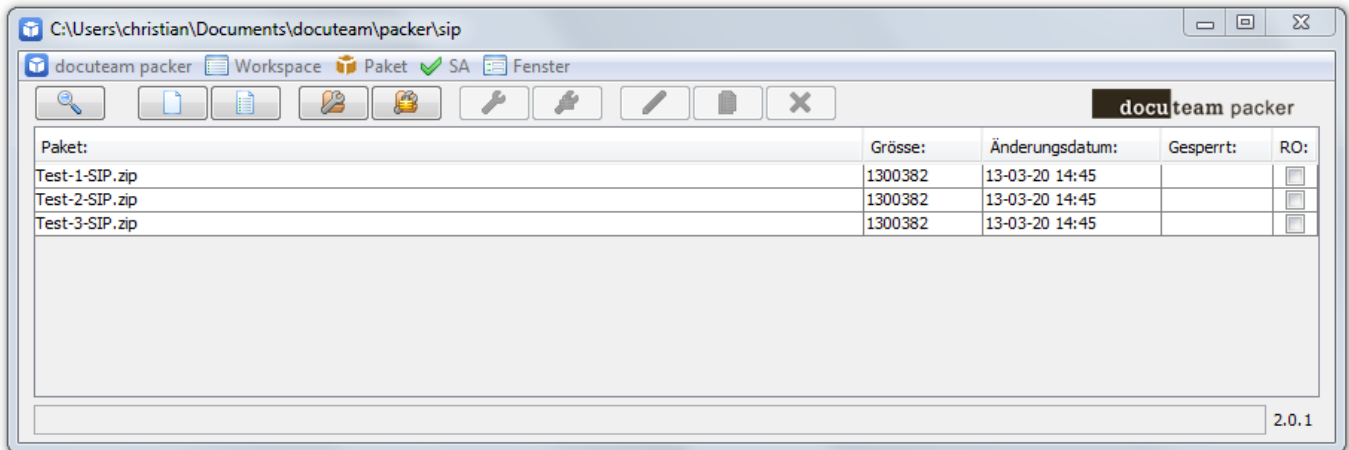 C:\Users\christian\Documents\docuteam\packer\sip
docuteam packer Workspace Paket SA Fenster
docuteam packer
Paket: Grösse: Änderungsdatum: Gesperrt: RO:
Test-1-SIP.zip 1300382 13-03-20 14:45
Test-2-SIP.zip 1300382 13-03-20 14:45
Test-3-SIP.zip 1300382 13-03-20 14:45
2.0.1